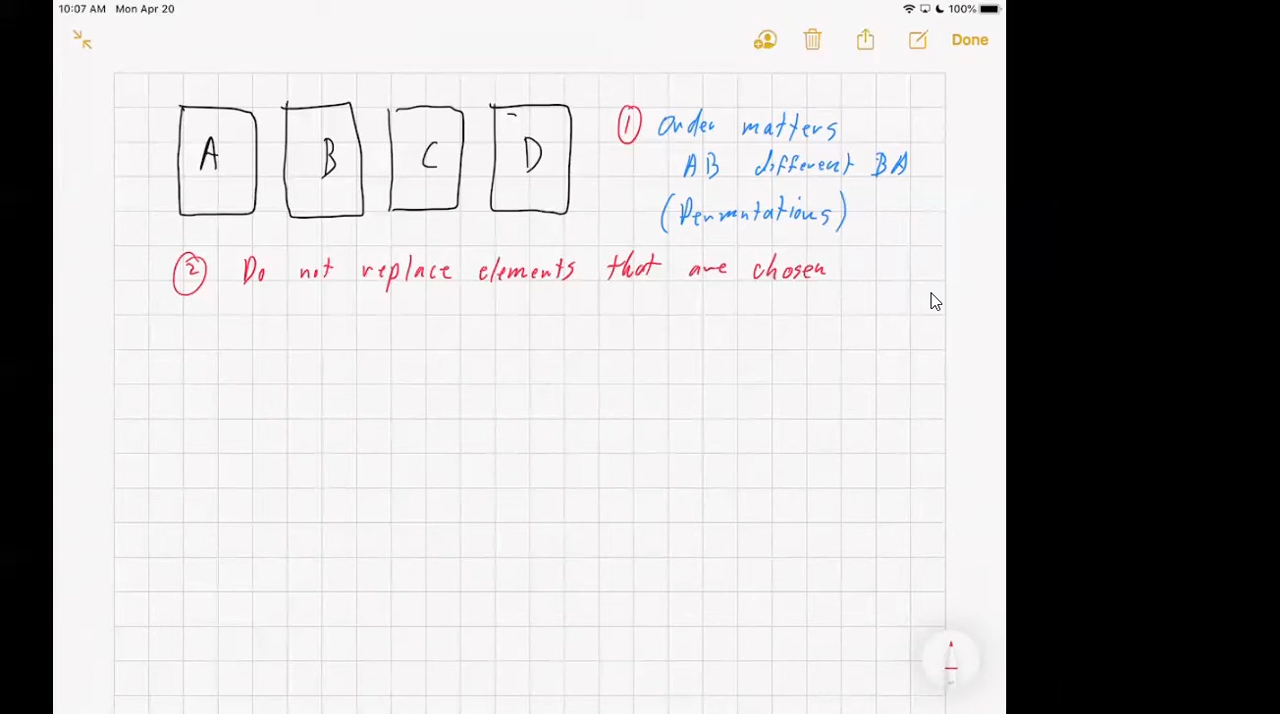 10:07 AM Mon Apr 20 100%
Done
A B C D
① Order matters
AB different BA
(Permutations)
② Do not replace elements that are chosen